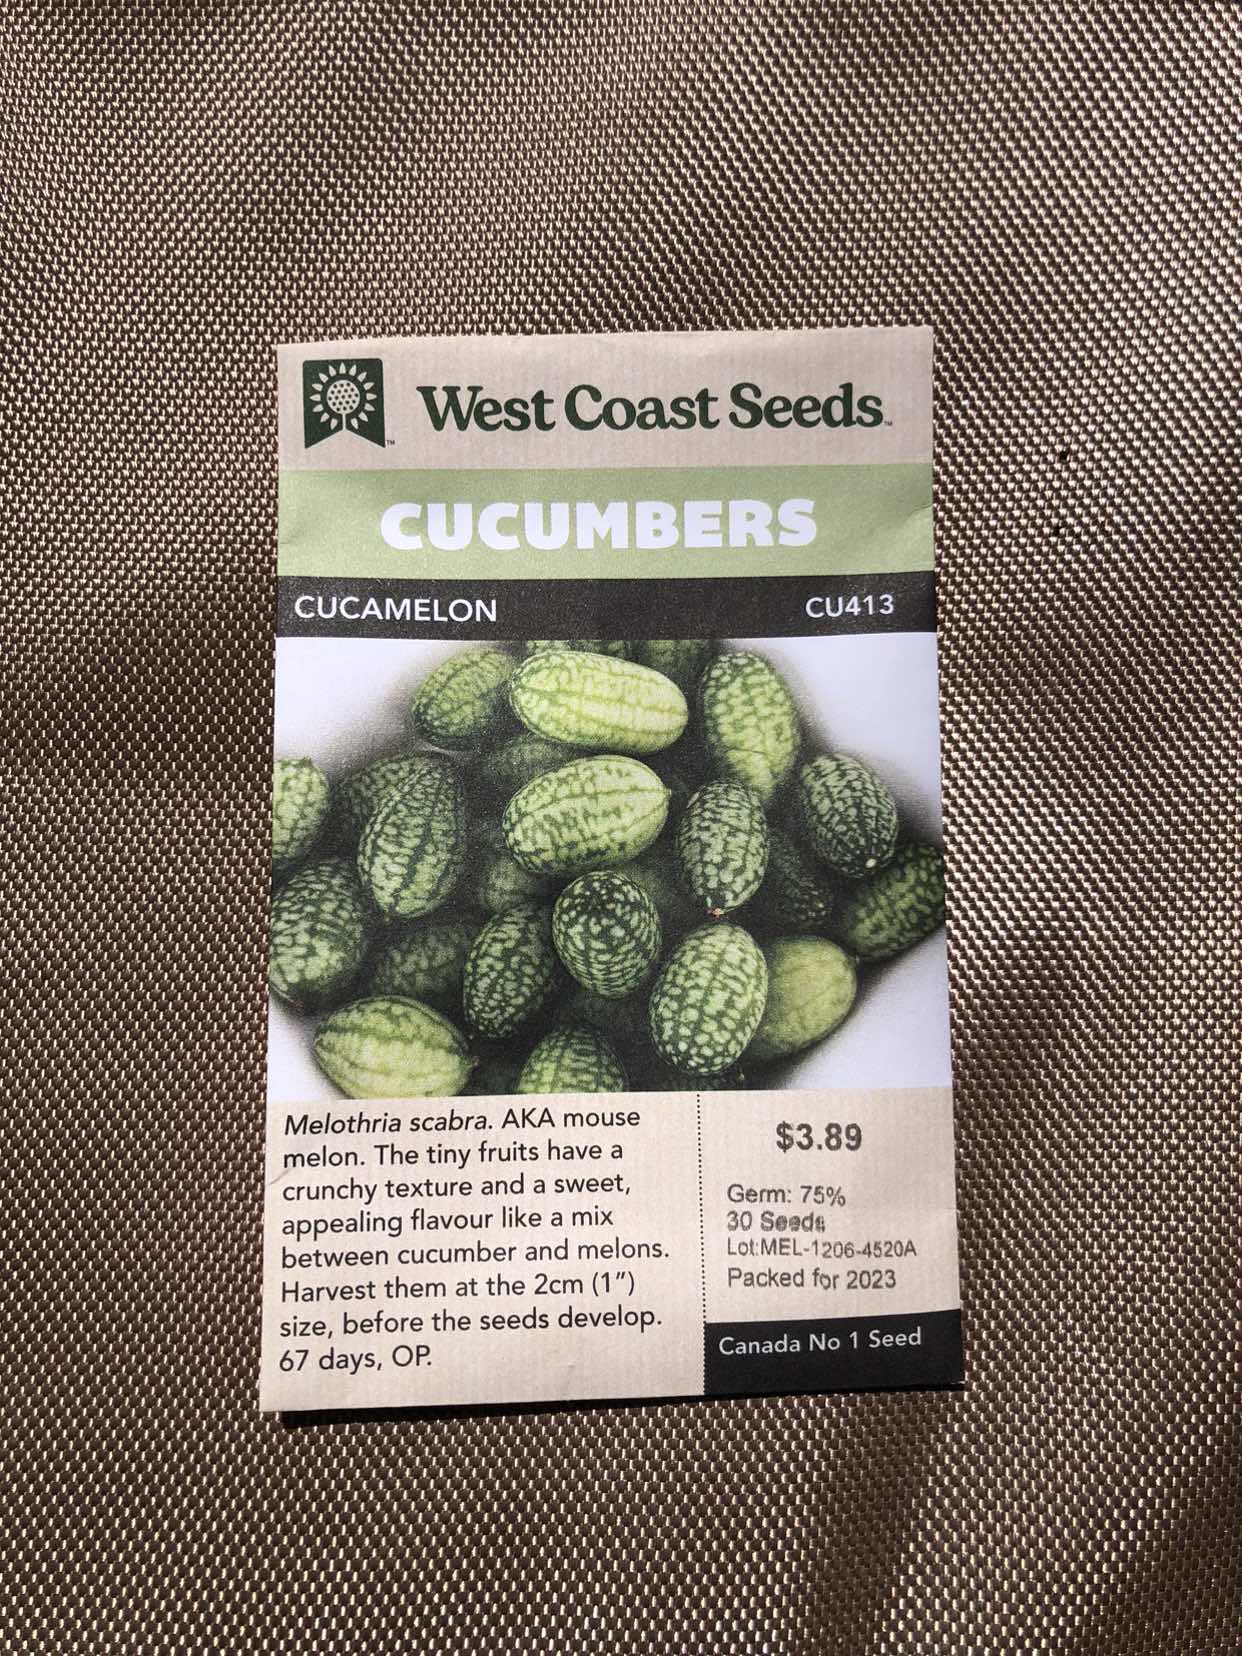 West Coast Seeds™
CUCUMBERS
CUCAMELON CU413
Melothria scabra. AKA mouse
melon. The tiny fruits have a
crunchy texture and a sweet,
appealing flavour like a mix
between cucumber and melons.
Harvest them at the 2cm (1”)
size, before the seeds develop.
67 days, OP.
$3.89
Germ: 75%
30 Seeds
Lot:MEL-1206-4520A
Packed for 2023
Canada No 1 Seed